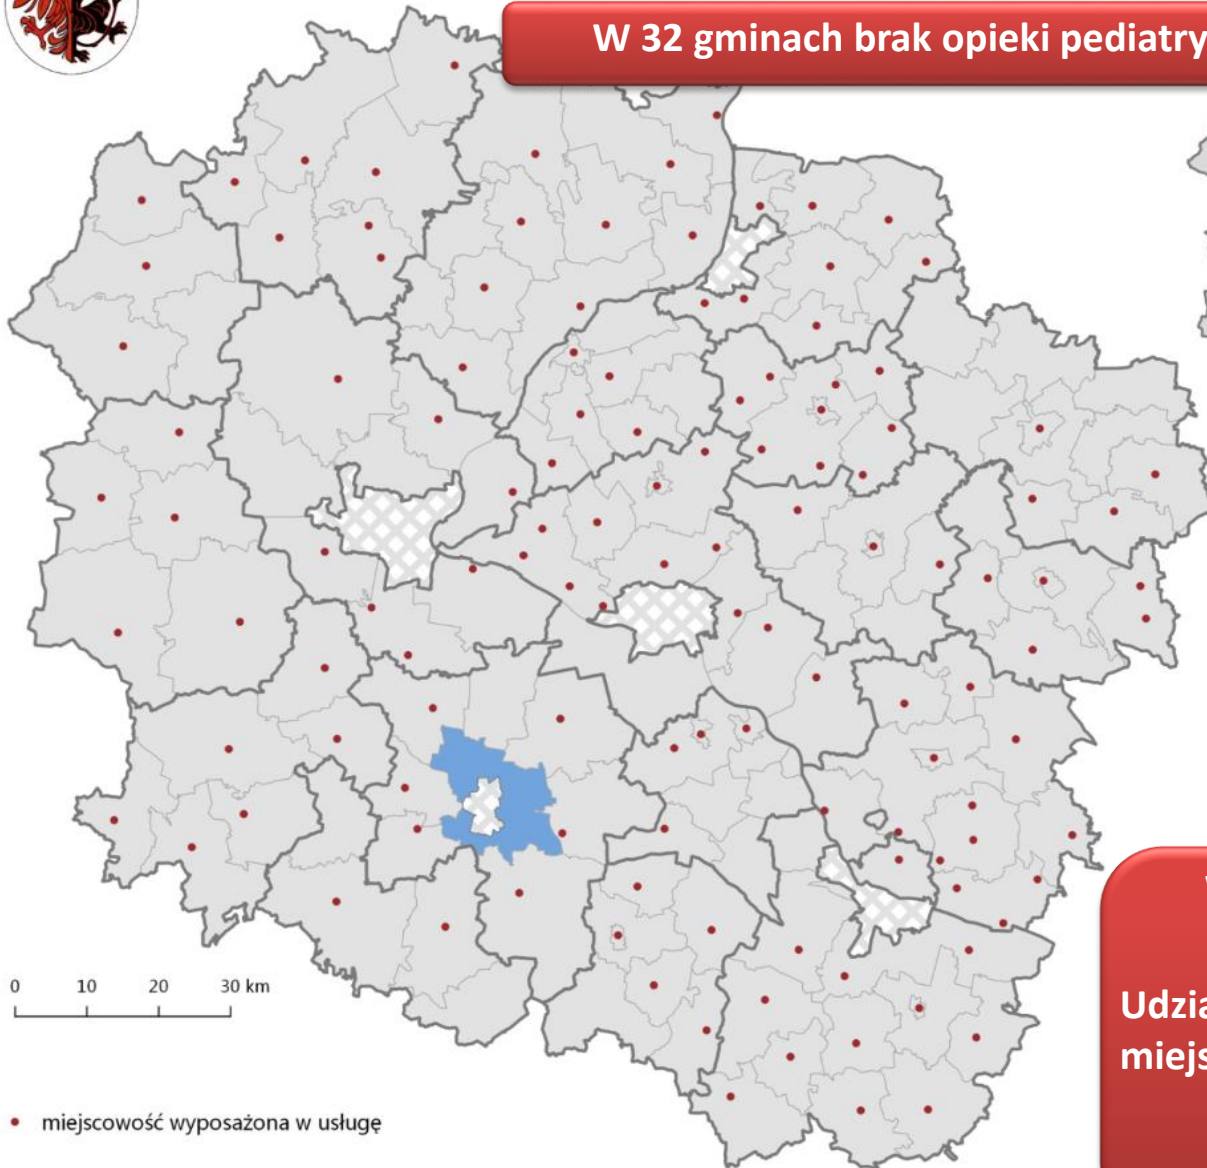 W 32 gminach brak opieki pediatry
0 10 20 30 km
miejscowość wyposażona w usługę
Udzia
miejs